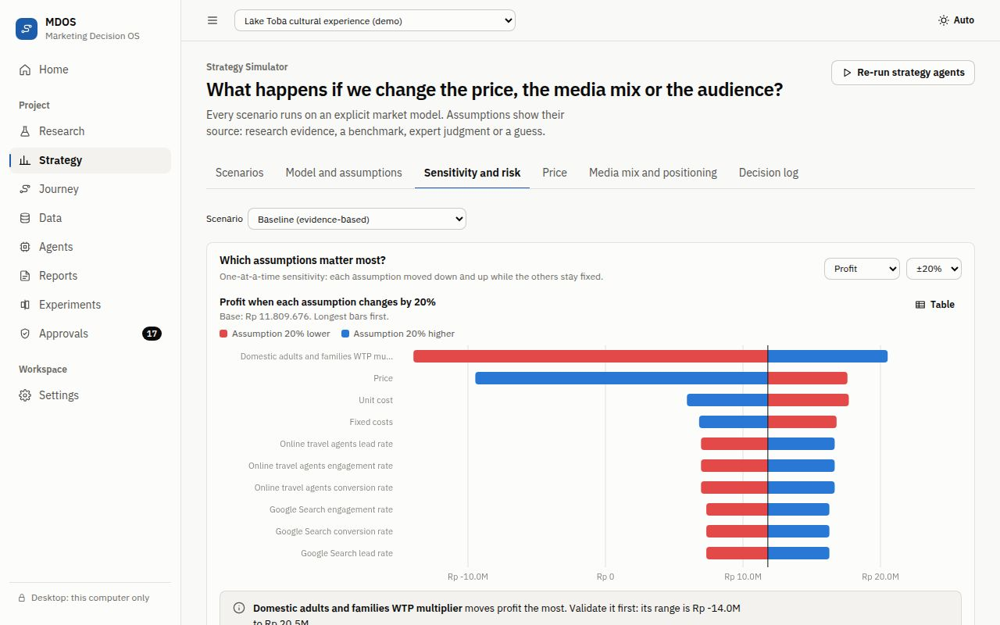 MDOS
Marketing Decision OS
Home
Project
Research
Strategy
Journey
Data
Agents
Reports
Experiments
Approvals 17
Workspace
Settings
Desktop: this computer only
Lake Toba cultural experience (demo)
Auto
Strategy Simulator
What happens if we change the price, the media mix or the audience?
Every scenario runs on an explicit market model. Assumptions show their
source: research evidence, a benchmark, expert judgment or a guess.
Re-run strategy agents
Scenarios Model and assumptions Sensitivity and risk Price Media mix and positioning Decision log
Scenario Baseline (evidence-based)
Which assumptions matter most?
One-at-a-time sensitivity: each assumption moved down and up while the others stay fixed.
Profit ±20%
Profit when each assumption changes by 20%
Base: Rp 11.809.676. Longest bars first.
Table
Assumption 20% lower Assumption 20% higher
Domestic adults and families WTP mu...
Price
Unit cost
Fixed costs
Online travel agents lead rate
Online travel agents engagement rate
Online travel agents conversion rate
Google Search engagement rate
Google Search conversion rate
Google Search lead rate
Rp -10.0M Rp 0 Rp 10.0M Rp 20.0M
Domestic adults and families WTP multiplier moves profit the most. Validate it first: its range is Rp -14.0M
to Rp 20.5M